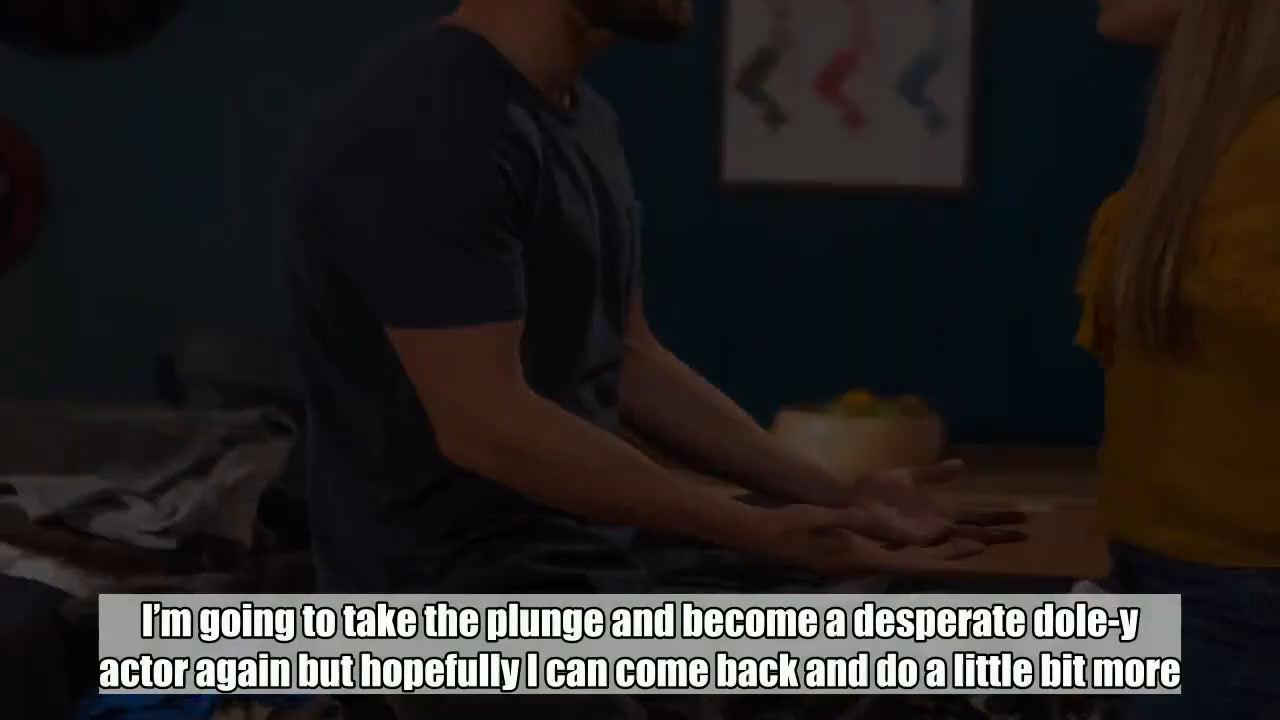 I’m going to take the plunge and become a desperate dole-y
actor again but hopefully I can come back and do a little bit more